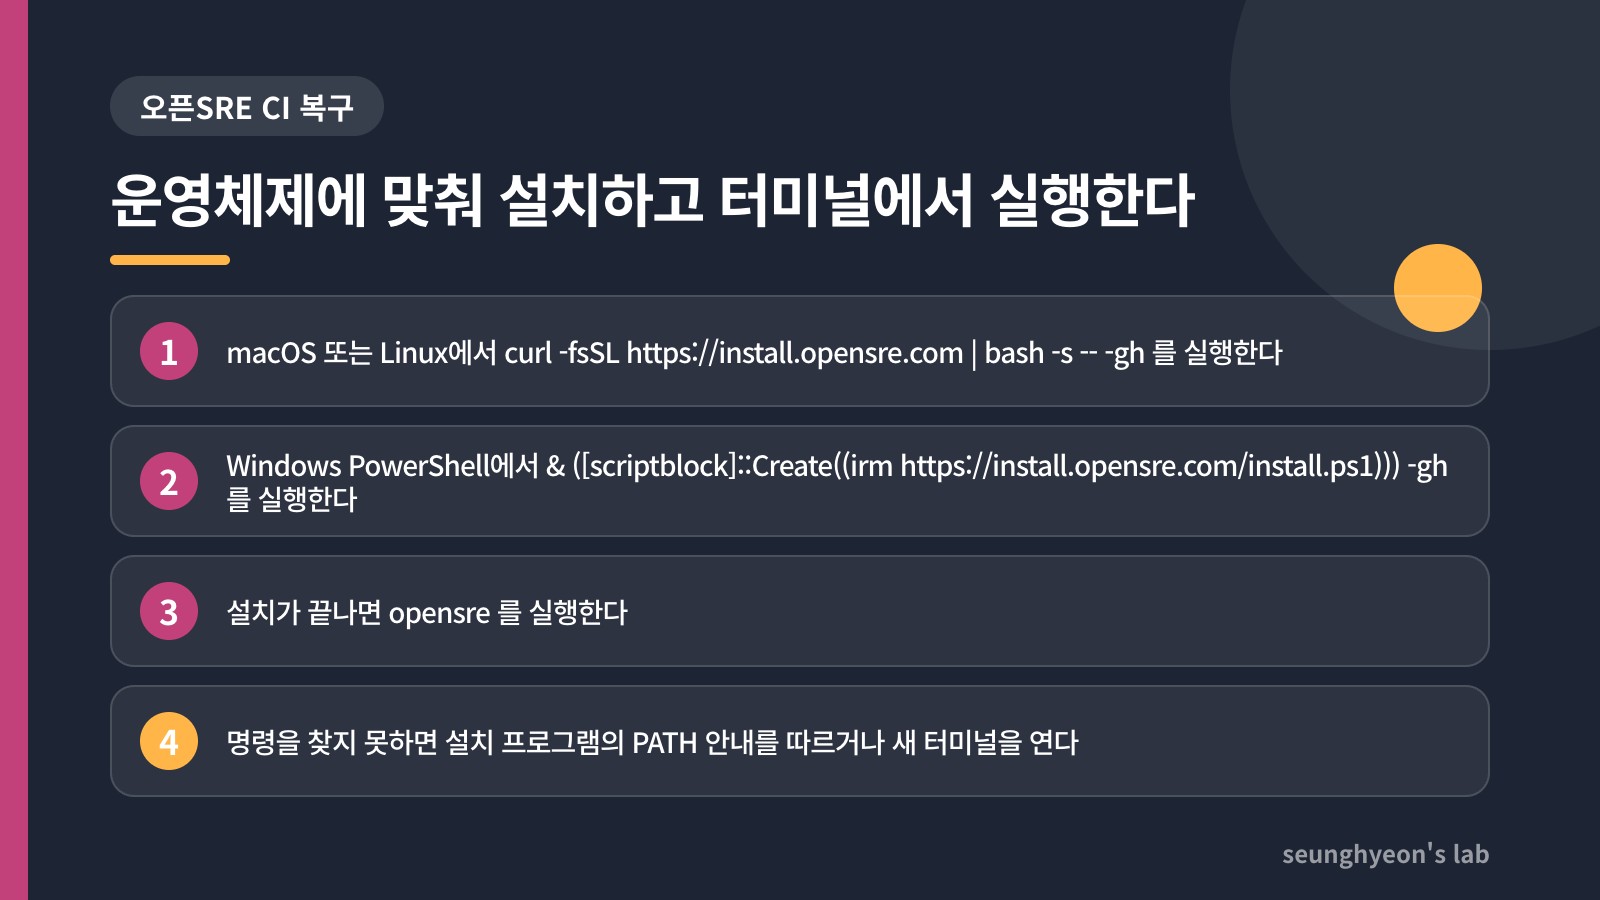 오픈SRE CI 복구
운영체제에 맞춰 설치하고 터미널에서 실행한다
1 macOS 또는 Linux에서 curl -fsSL https://install.opensre.com | bash -s -- -gh 를 실행한다
2 Windows PowerShell에서 & ([scriptblock]::Create((irm https://install.opensre.com/install.ps1))) -gh
를 실행한다
3 설치가 끝나면 opensre 를 실행한다
4 명령을 찾지 못하면 설치 프로그램의 PATH 안내를 따르거나 새 터미널을 연다
seunghyeon's lab